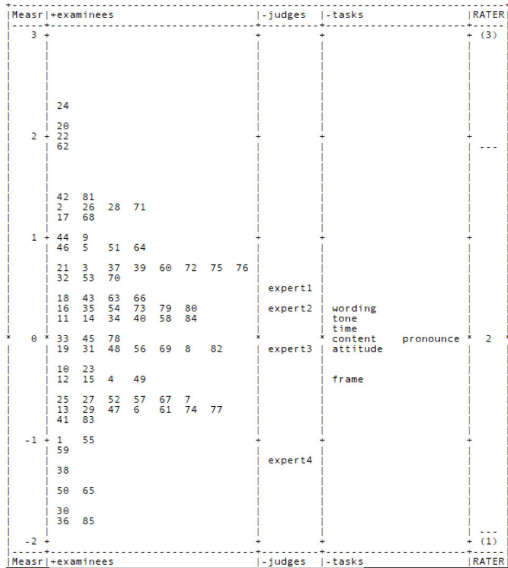 |Measr|+examinees |-judges |-tasks |RATER|
3 + + + + (3)
24
20
2 + 22 + + +
62 ---
42 81
2 26 28 71
17 68
1 + 44 9 + + +
46 5 51 64
21 3 37 39 60 72 75 76
32 53 70
expert1
18 43 63 66
16 35 54 73 79 80 expert2 | wording
11 14 34 40 58 84 tone
time
* 0 * 33 45 78 * * content pronounce * 2 *
19 31 48 56 69 8 82 expert3 | attitude
10 23
12 15 4 49 frame
25 27 52 57 67 7
13 29 47 6 61 74 77
41 83
-1 + 1 55 + + +
59
expert4
38
50 65
30
36 85
---
-2 + + + + (1)
|Measr|+examinees |-judges |-tasks |RATER|